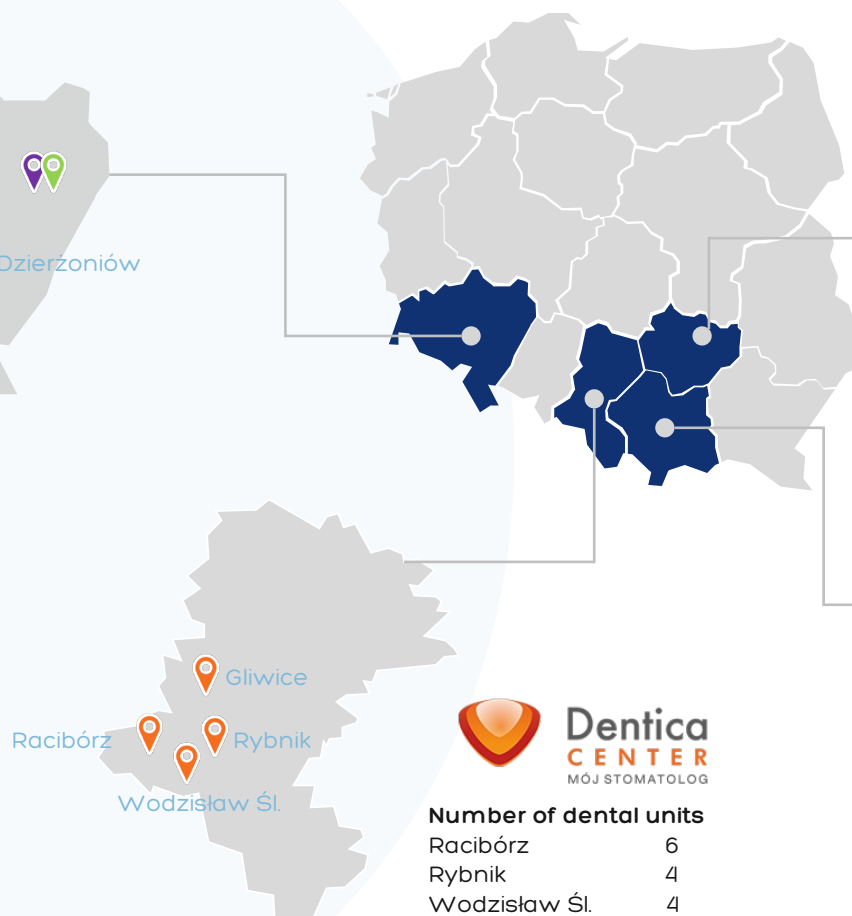 Dzierżoniów
Gliwice
Racibórz
Rybnik
Wodzisław Śl.
Dentica
CENTER
MÓJ STOMATOLOG
Number of dental units
Racibórz 6
Rybnik 4
Wodzisław Śl. 4